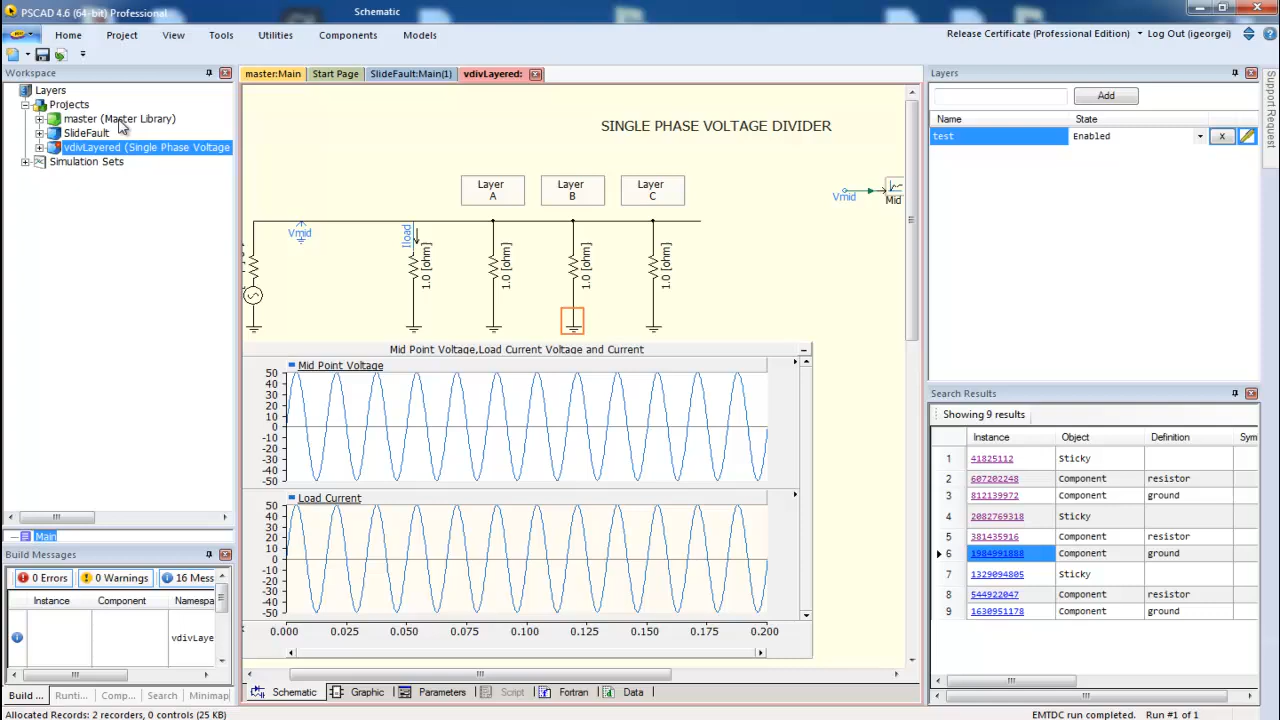 PSCAD 4.6 (64-bit) Professional
Schematic
Home Project View Tools Utilities Components Models
Release Certificate (Professional Edition) Log Out (igeorgei)
Workspace
Layers
Projects
master (Master Library)
SlideFault
vdivLayered (Single Phase Voltage
Simulation Sets
Main
Build Messages
0 Errors 0 Warnings 16 Mess
Instance Component Namespa
vdivLaye
Build ... Runti... Comp... Search Minimap
master:Main Start Page SlideFault:Main(1) vdivLayered:
SINGLE PHASE VOLTAGE DIVIDER
Layer A
Layer B
Layer C
Vmid
Mid
Vmid
Iload
1.0 [ohm]
1.0 [ohm]
1.0 [ohm]
1.0 [ohm]
Mid Point Voltage,Load Current Voltage and Current
Mid Point Voltage
50
40
30
20
10
0
-10
-20
-30
-40
-50
Load Current
50
40
30
20
10
0
-10
-20
-30
-40
-50
0.000 0.025 0.050 0.075 0.100 0.125 0.150 0.175 0.200
Schematic Graphic Parameters Script Fortran Data
Layers
Add
Name State
test Enabled X
Search Results
Showing 9 results
Instance Object Definition Sym
1 41825112 Sticky
2 607202248 Component resistor
3 812139972 Component ground
4 2082769318 Sticky
5 381435916 Component resistor
6 1984991888 Component ground
7 1329094805 Sticky
8 544922047 Component resistor
9 1630951178 Component ground
Support Request
Allocated Records: 2 recorders, 0 controls (25 KB)
EMTDC run completed. Run #1 of 1